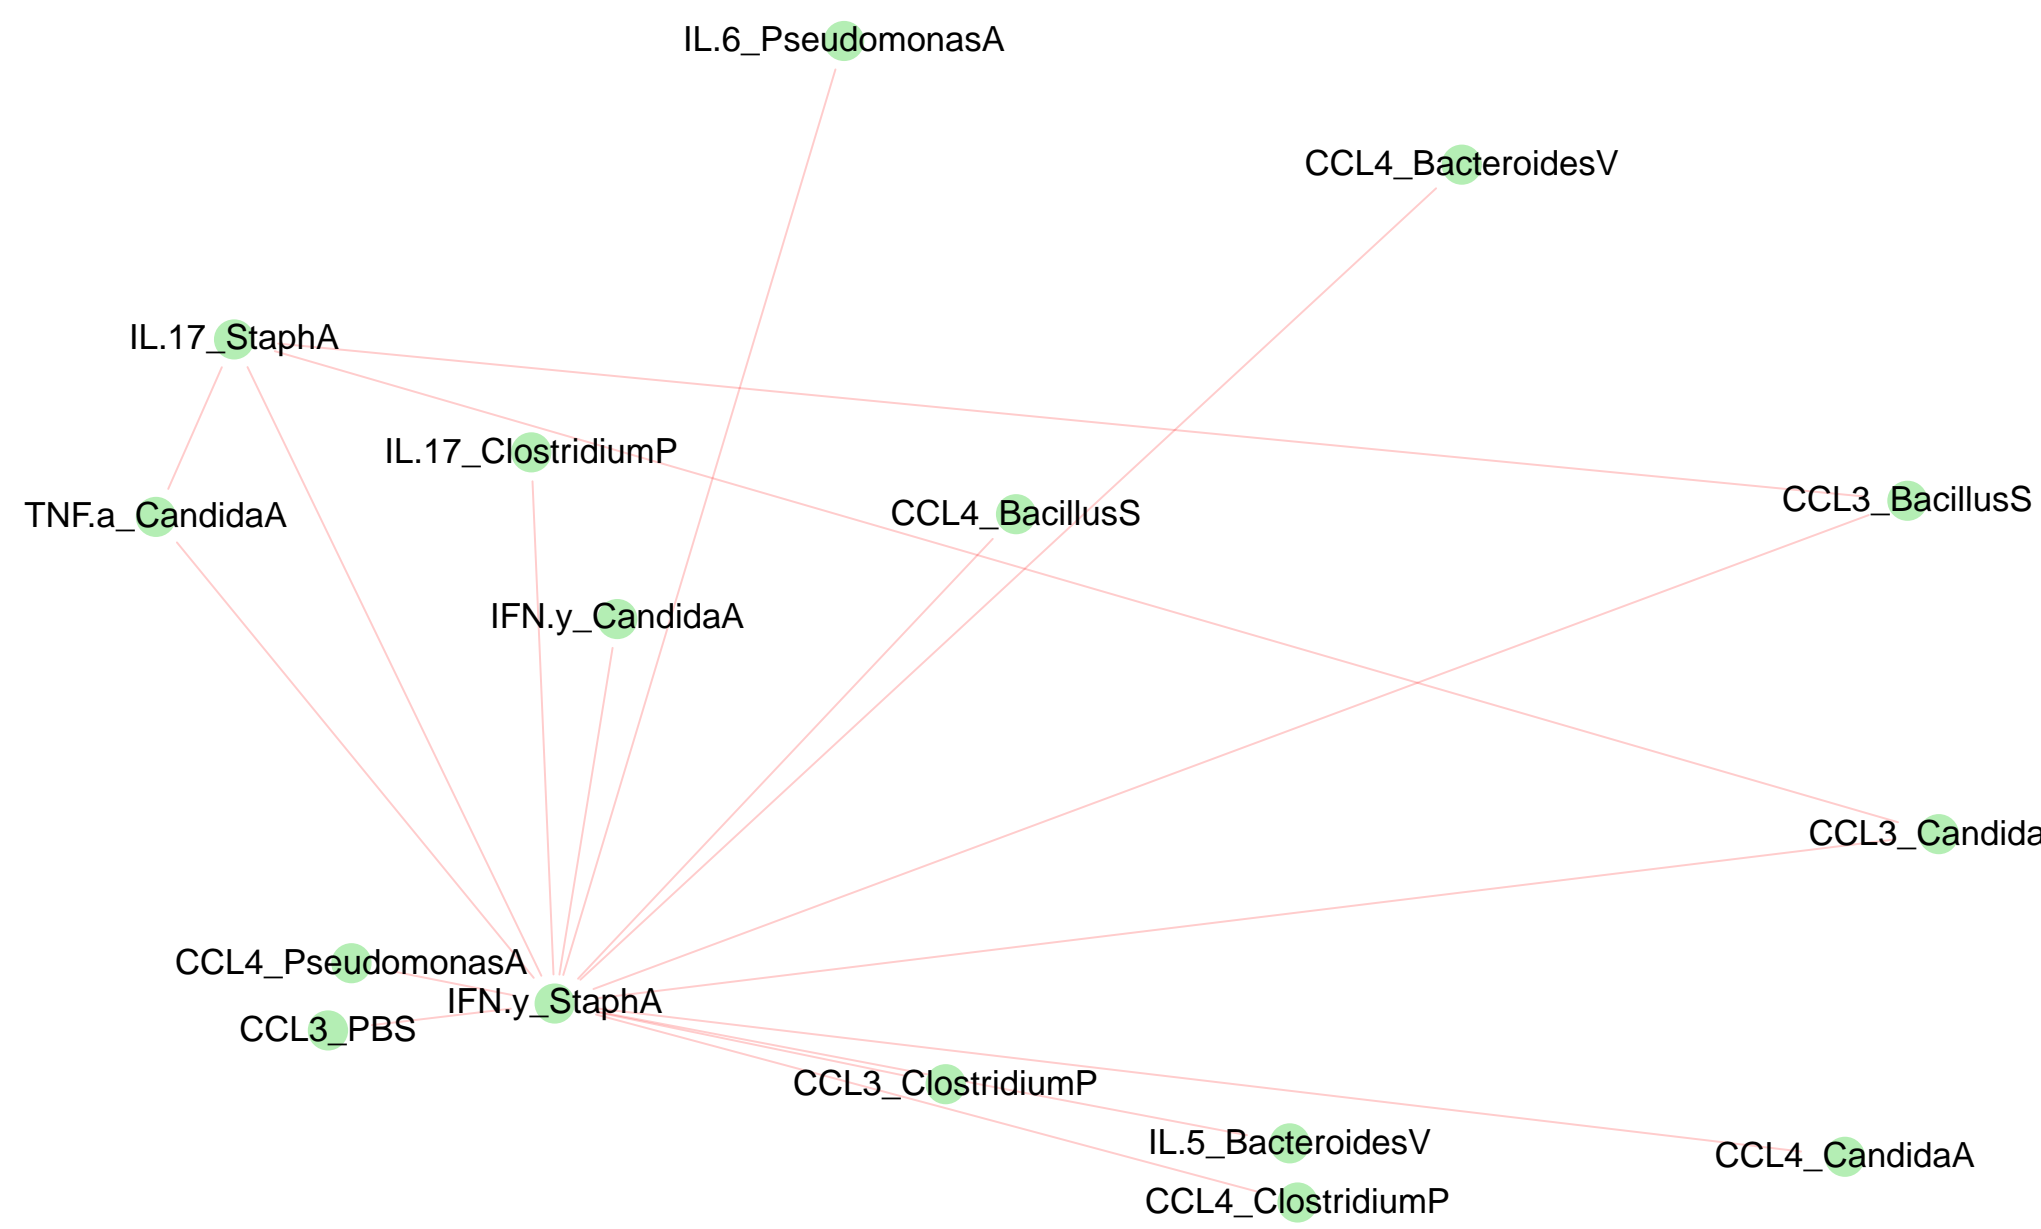 IL.6_PseudomonasA
CCL4_BacteroidesV
IL.17_StaphA
IL.17_ClostridiumP
CCL3_BacillusS
TNF.a_CandidaA
CCL4_BacillusS
IFN.y_CandidaA
CCL3_Candida
CCL4_PseudomonasA
IFN.y_StaphA
CCL3_PBS
CCL3_ClostridiumP
IL.5_BacteroidesV
CCL4_CandidaA
CCL4_ClostridiumP